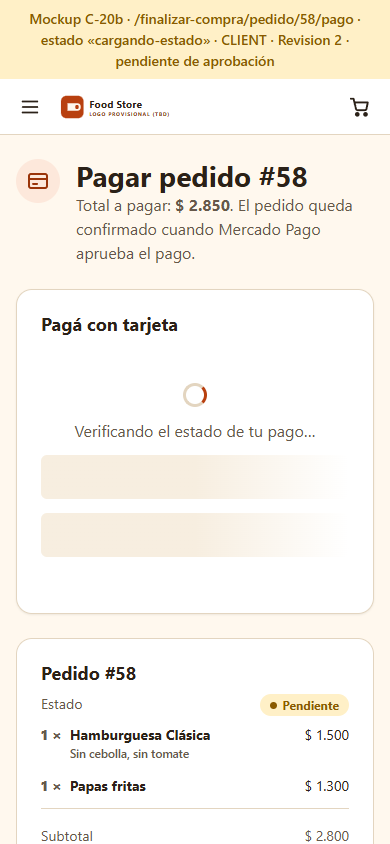 Mockup C-20b · /finalizar-compra/pedido/58/pago ·
estado «cargando-estado» · CLIENT · Revision 2 ·
pendiente de aprobación
Food Store
LOGO PROVISIONAL (TBD)
Pagar pedido #58
Total a pagar: $ 2.850. El pedido queda
confirmado cuando Mercado Pago
aprueba el pago.
Pagá con tarjeta
Verificando el estado de tu pago...
Pedido #58
Estado
Pendiente
1 × Hamburguesa Clásica $ 1.500
Sin cebolla, sin tomate
1 × Papas fritas $ 1.300
Subtotal $ 2.800